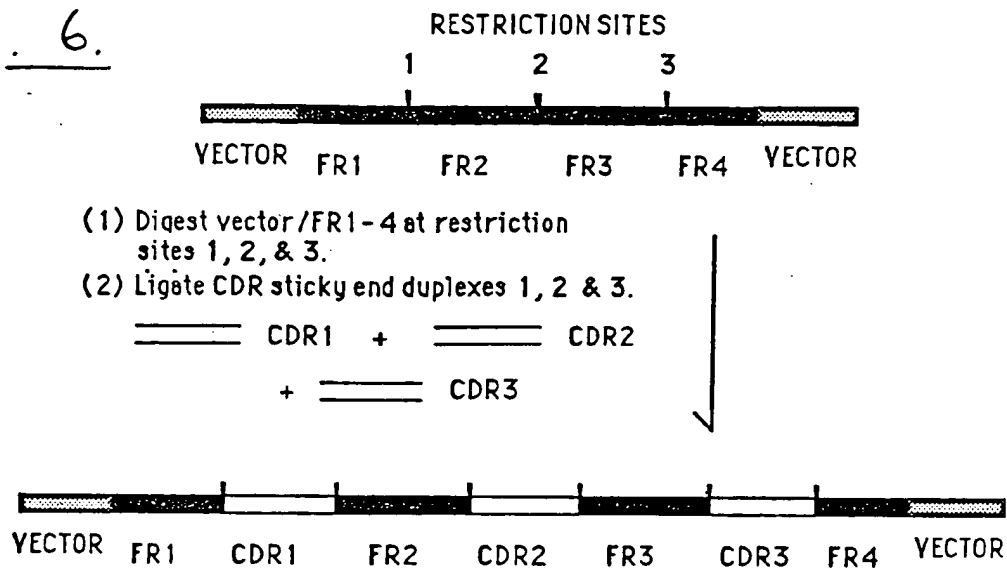 . 6.
RESTRICTION SITES
1 2 3
VECTOR FR1 FR2 FR3 FR4 VECTOR
(1) Digest vector/FR1-4 at restriction
sites 1, 2, & 3.
(2) Ligate CDR sticky end duplexes 1, 2 & 3.
CDR1 + CDR2
+ CDR3
VECTOR FR1 CDR1 FR2 CDR2 FR3 CDR3 FR4 VECTOR